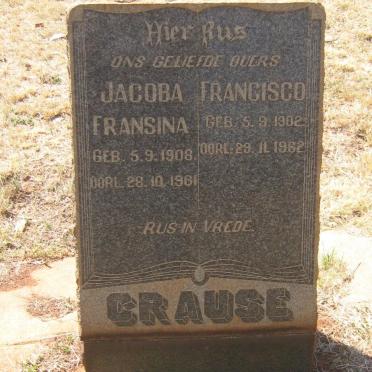 Hier Rus
ONS GELIEFDE OUERS
JACOBA
FRANSINA
GEB. 5.9.1908.
OORL. 28.10.1961
FRANCISCO
GEB. 5.9.1902.
OORL. 29.11.1962
RUS IN VREDE.
CRAUSE